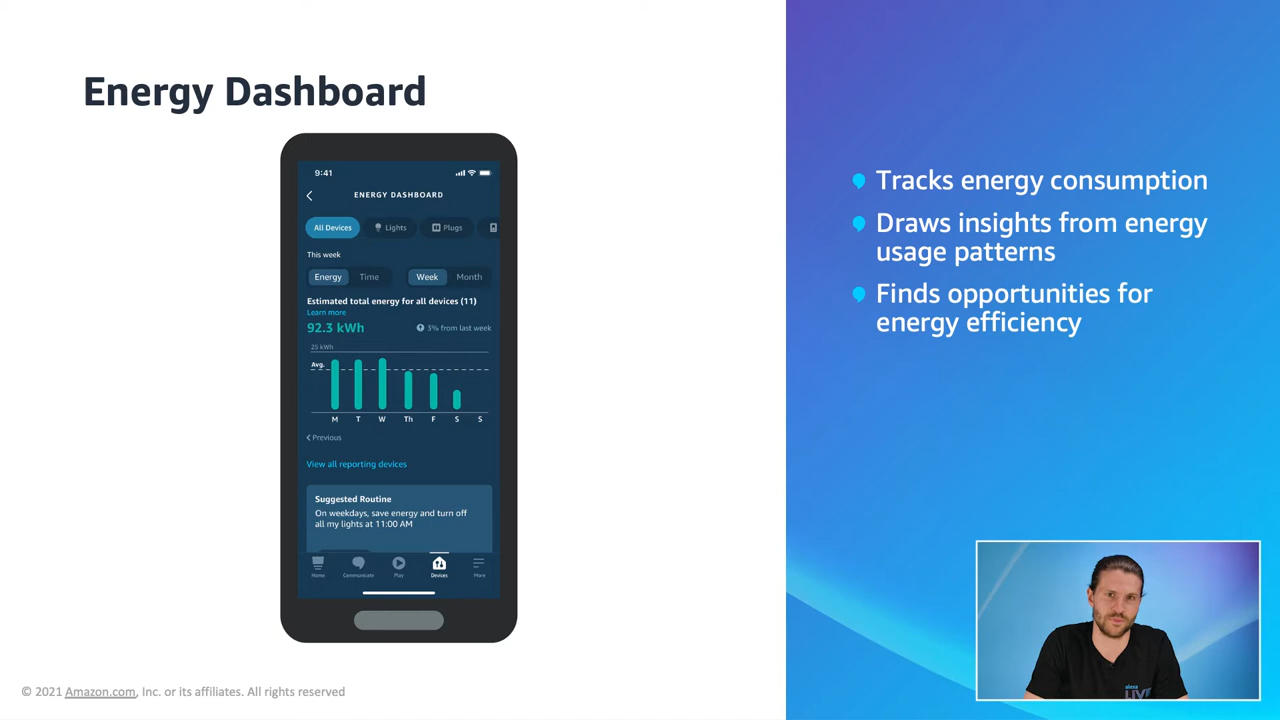 Energy Dashboard
9:41
ENERGY DASHBOARD
All Devices
Lights
Plugs
This week
Energy
Time
Week
Month
Estimated total energy for all devices (11)
Learn more
92.3 kWh
3% from last week
25 kWh
Avg.
M T W Th F S S
Previous
View all reporting devices
Suggested Routine
On weekdays, save energy and turn off
all my lights at 11:00 AM
Home
Communicate
Play
Devices
More
Tracks energy consumption
Draws insights from energy
usage patterns
Finds opportunities for
energy efficiency
alexa
LIVE
© 2021 Amazon.com, Inc. or its affiliates. All rights reserved